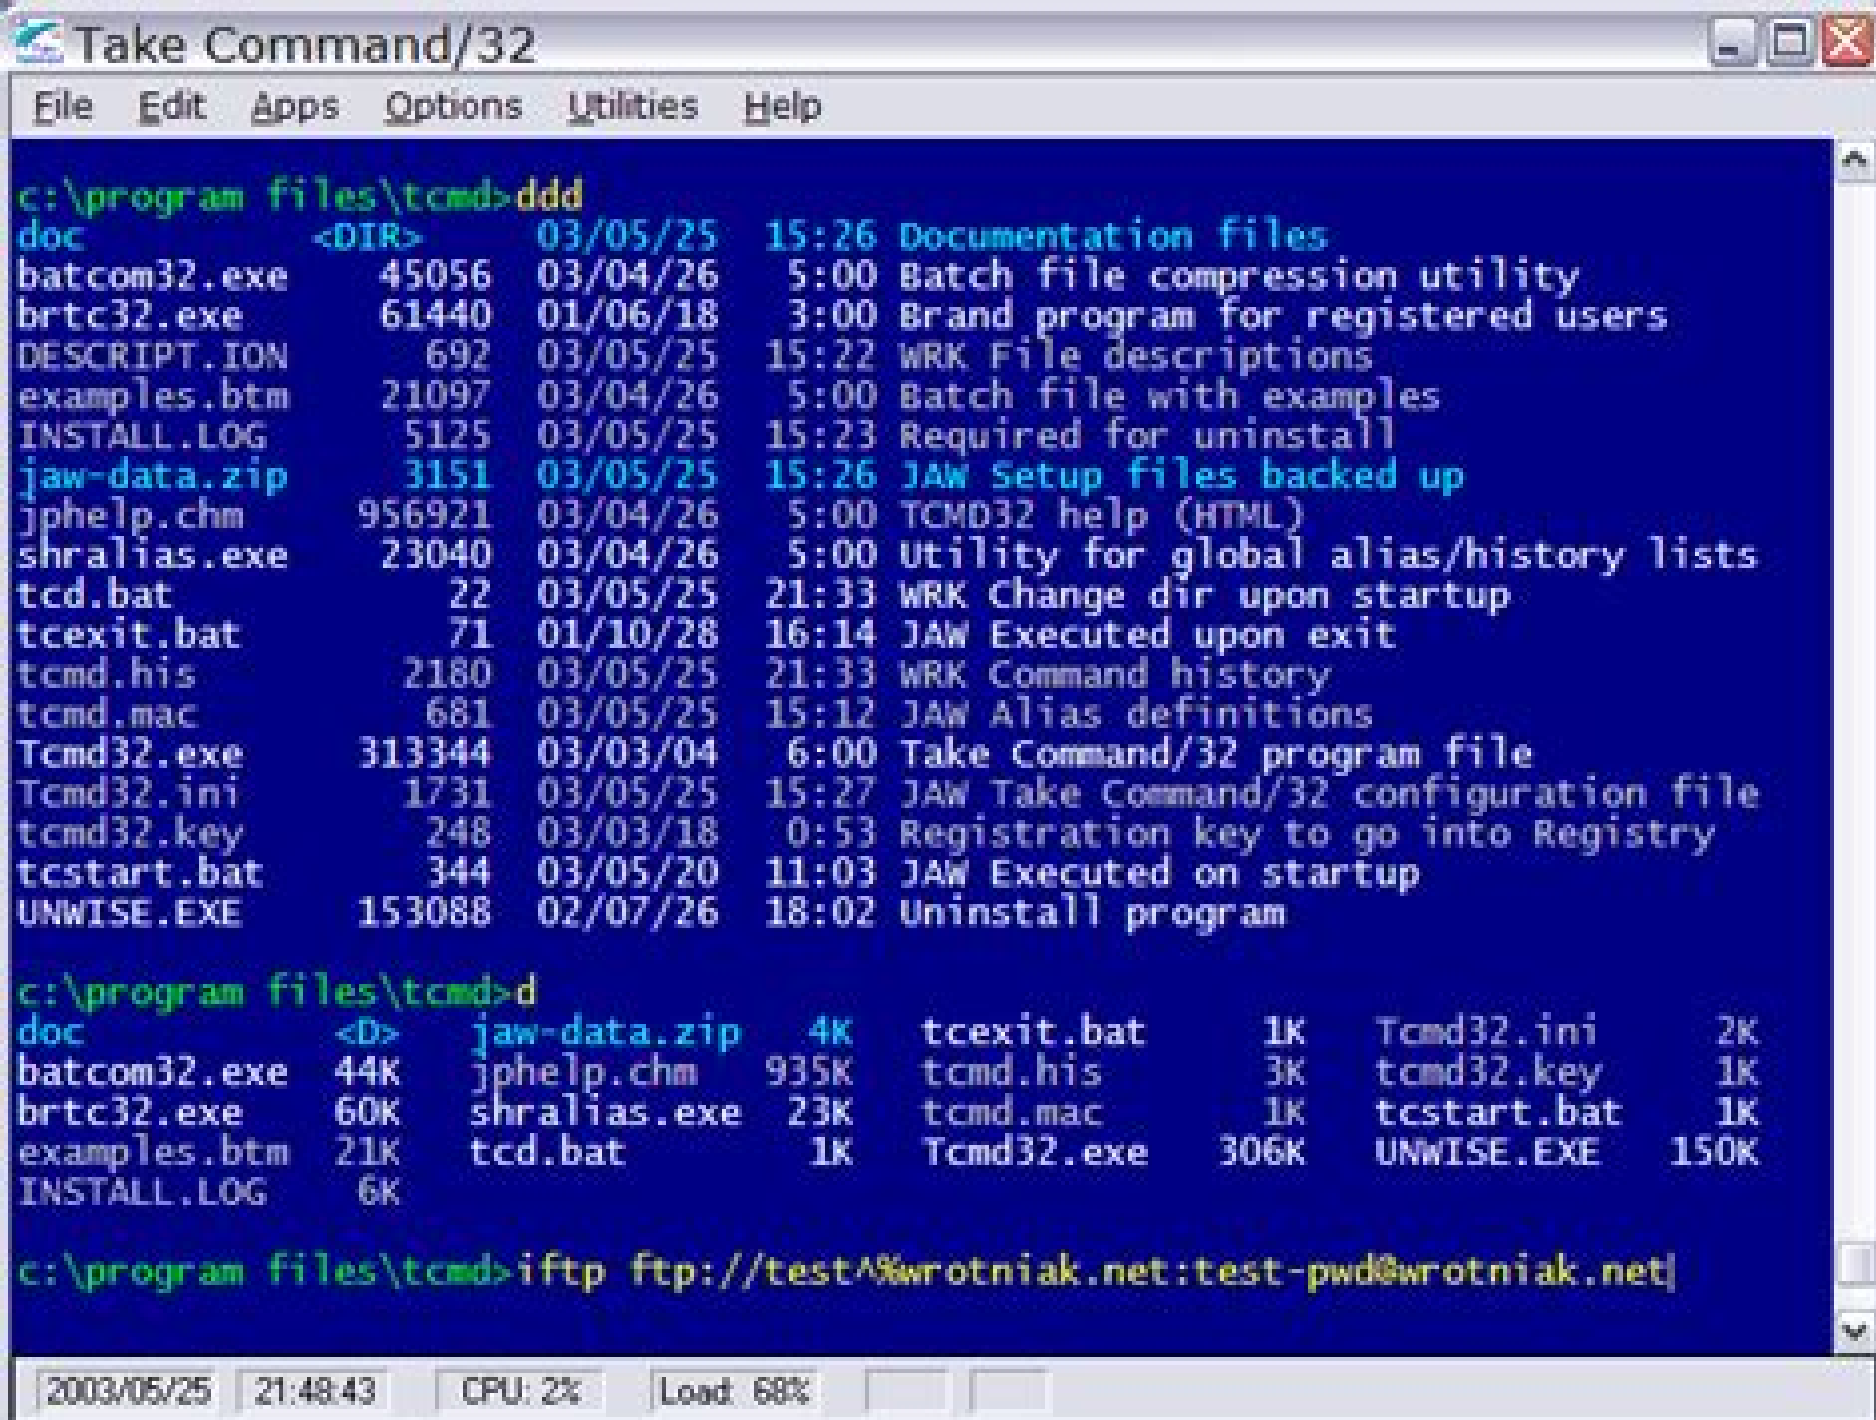 Take Command/32
File Edit Apps Options Utilities Help
c:\program files\tcmd>ddd
doc <DIR> 03/05/25 15:26 Documentation files
batcom32.exe 45056 03/04/26 5:00 Batch file compression utility
brtc32.exe 61440 01/06/18 3:00 Brand program for registered users
DESCRIPT.ION 692 03/05/25 15:22 WRK File descriptions
examples.btm 21097 03/04/26 5:00 Batch file with examples
INSTALL.LOG 5125 03/05/25 15:23 Required for uninstall
jaw-data.zip 3151 03/05/25 15:26 JAW Setup files backed up
jphelp.chm 956921 03/04/26 5:00 TCMD32 help (HTML)
shralias.exe 23040 03/04/26 5:00 Utility for global alias/history lists
tcd.bat 22 03/05/25 21:33 WRK Change dir upon startup
tcexit.bat 71 01/10/28 16:14 JAW Executed upon exit
tcmd.his 2180 03/05/25 21:33 WRK Command history
tcmd.mac 681 03/05/25 15:12 JAW Alias definitions
Tcmd32.exe 313344 03/03/04 6:00 Take Command/32 program file
Tcmd32.ini 1731 03/05/25 15:27 JAW Take Command/32 configuration file
tcmd32.key 248 03/03/18 0:53 Registration key to go into Registry
tcstart.bat 344 03/05/20 11:03 JAW Executed on startup
UNWISE.EXE 153088 02/07/26 18:02 Uninstall program
c:\program files\tcmd>d
doc <D> jaw-data.zip 4K tcexit.bat 1K Tcmd32.ini 2K
batcom32.exe 44K jphelp.chm 935K tcmd.his 3K tcmd32.key 1K
brtc32.exe 60K shralias.exe 23K tcmd.mac 1K tcstart.bat 1K
examples.btm 21K tcd.bat 1K Tcmd32.exe 306K UNWISE.EXE 150K
INSTALL.LOG 6K
c:\program files\tcmd>iftp ftp://test^%wrotniak.net:test-pwd@wrotniak.net
2003/05/25 21:48:43 CPU: 2% Load: 68%